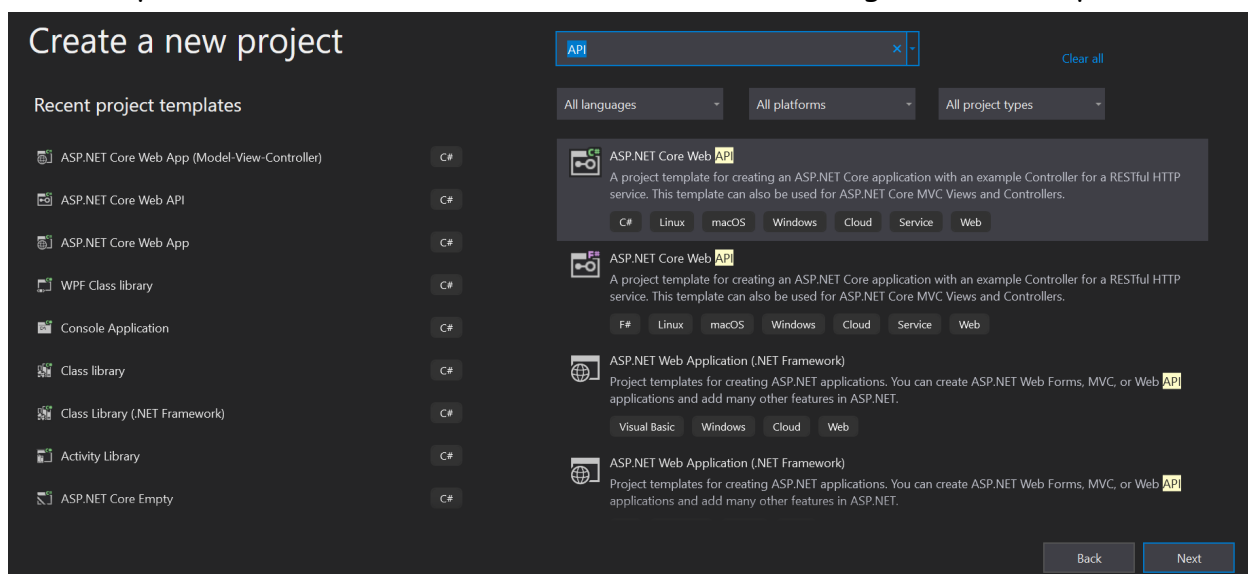 Create a new project
API
Clear all
Recent project templates
All languages
All platforms
All project types
ASP.NET Core Web App (Model-View-Controller)
C#
ASP.NET Core Web API
C#
ASP.NET Core Web App
C#
WPF Class library
C#
Console Application
C#
Class library
C#
Class Library (.NET Framework)
C#
Activity Library
C#
ASP.NET Core Empty
C#
ASP.NET Core Web API
A project template for creating an ASP.NET Core application with an example Controller for a RESTful HTTP
service. This template can also be used for ASP.NET Core MVC Views and Controllers.
C# Linux macOS Windows Cloud Service Web
ASP.NET Core Web API
A project template for creating an ASP.NET Core application with an example Controller for a RESTful HTTP
service. This template can also be used for ASP.NET Core MVC Views and Controllers.
F# Linux macOS Windows Cloud Service Web
ASP.NET Web Application (.NET Framework)
Project templates for creating ASP.NET applications. You can create ASP.NET Web Forms, MVC, or Web API
applications and add many other features in ASP.NET.
Visual Basic Windows Cloud Web
ASP.NET Web Application (.NET Framework)
Project templates for creating ASP.NET applications. You can create ASP.NET Web Forms, MVC, or Web API
applications and add many other features in ASP.NET.
Back
Next